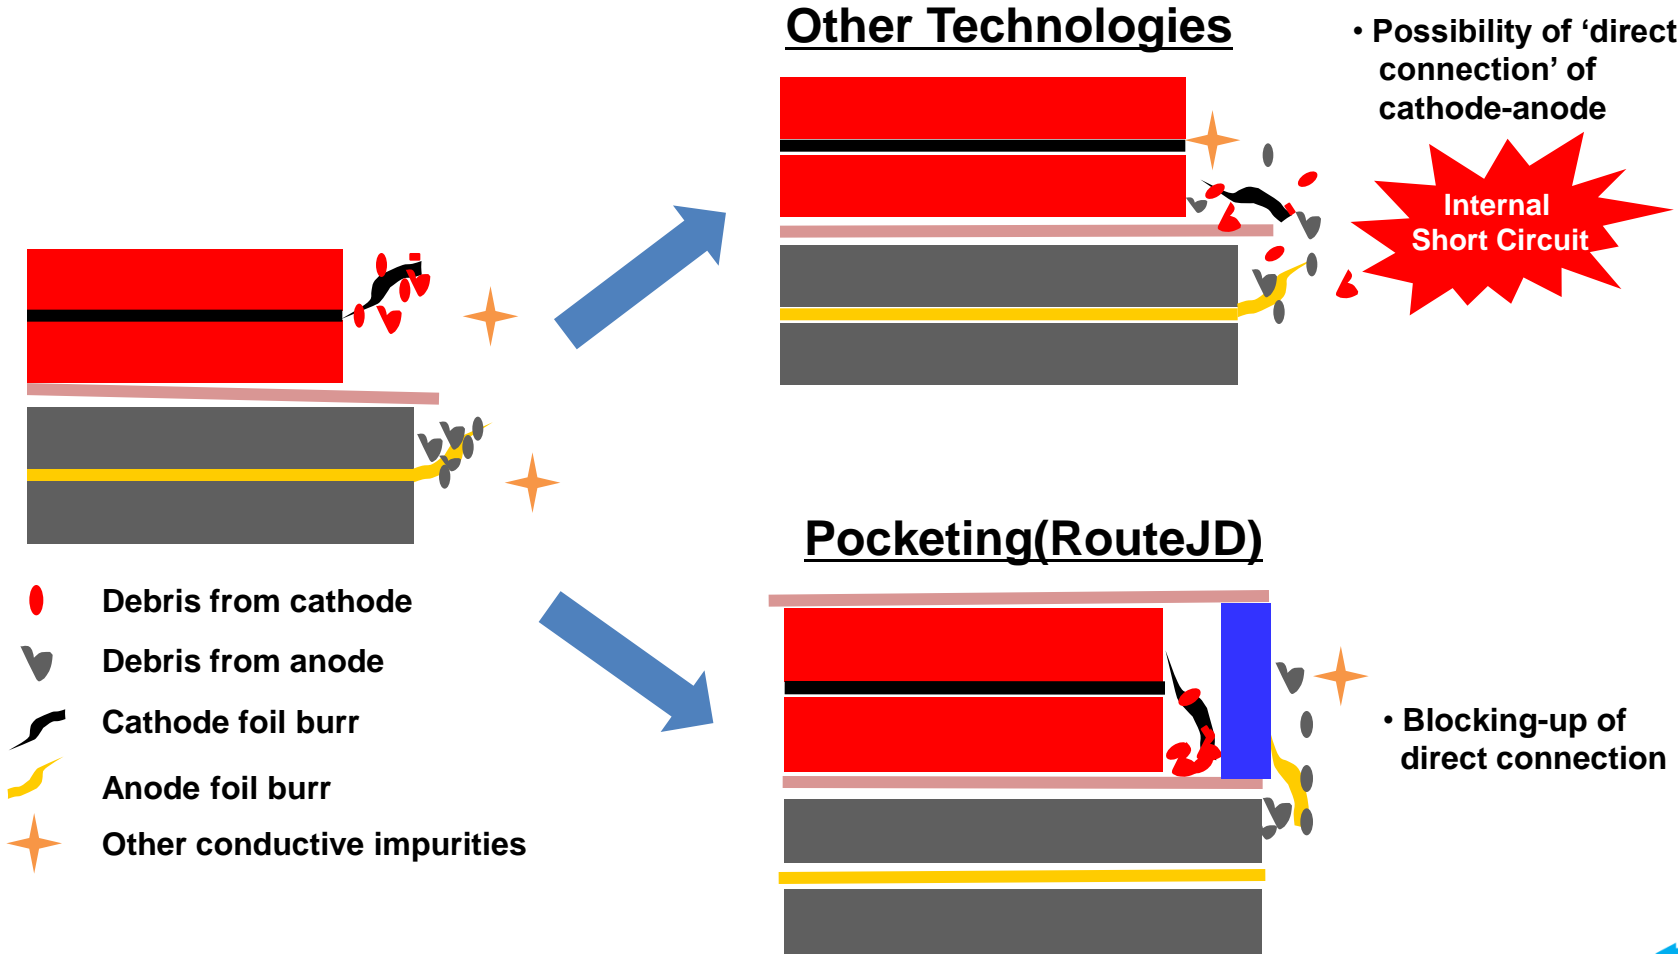 Other Technologies
• Possibility of ‘direct
connection’ of
cathode-anode
Internal
Short Circuit
Pocketing(RouteJD)
Debris from cathode
Debris from anode
Cathode foil burr
Anode foil burr
Other conductive impurities
• Blocking-up of
direct connection